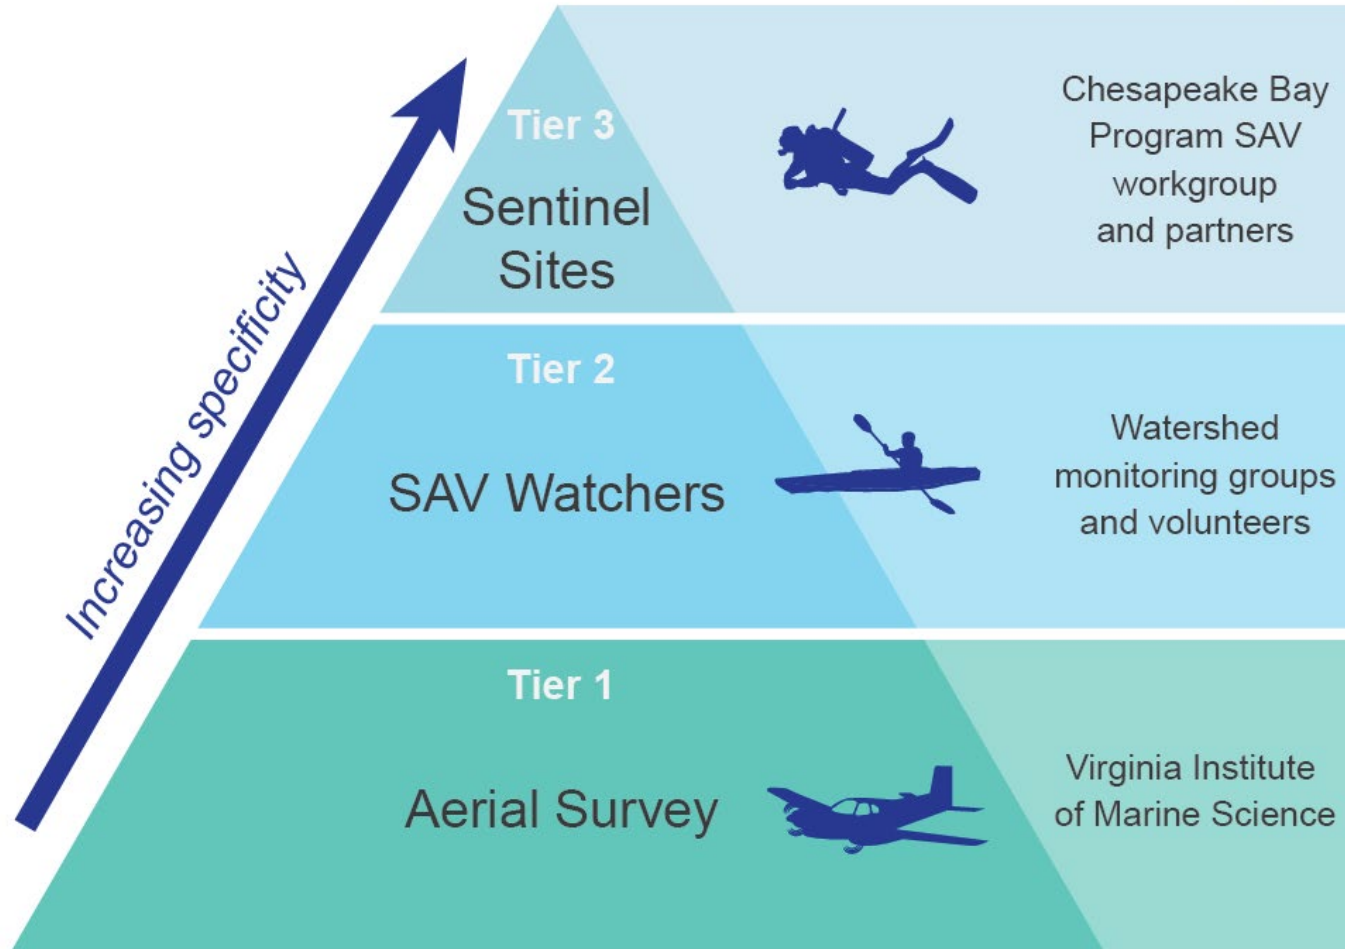 Tier 3
Sentinel
Sites
Chesapeake Bay
Program SAV
workgroup
and partners
Increasing specificity
Tier 2
SAV Watchers
Watershed
monitoring groups
and volunteers
Tier 1
Aerial Survey
Virginia Institute
of Marine Science